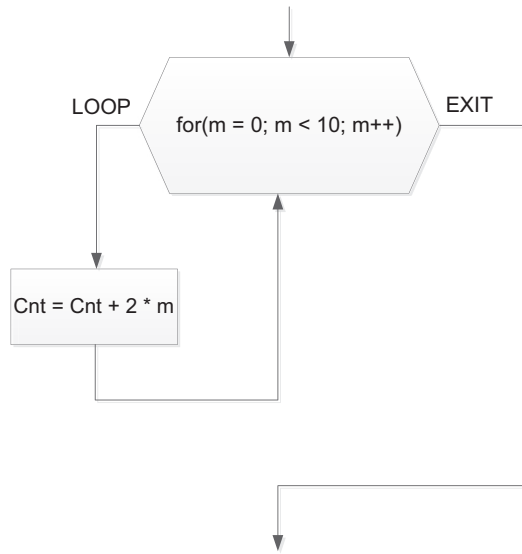 LOOP
EXIT
for(m = 0; m < 10; m++)
Cnt = Cnt + 2 * m